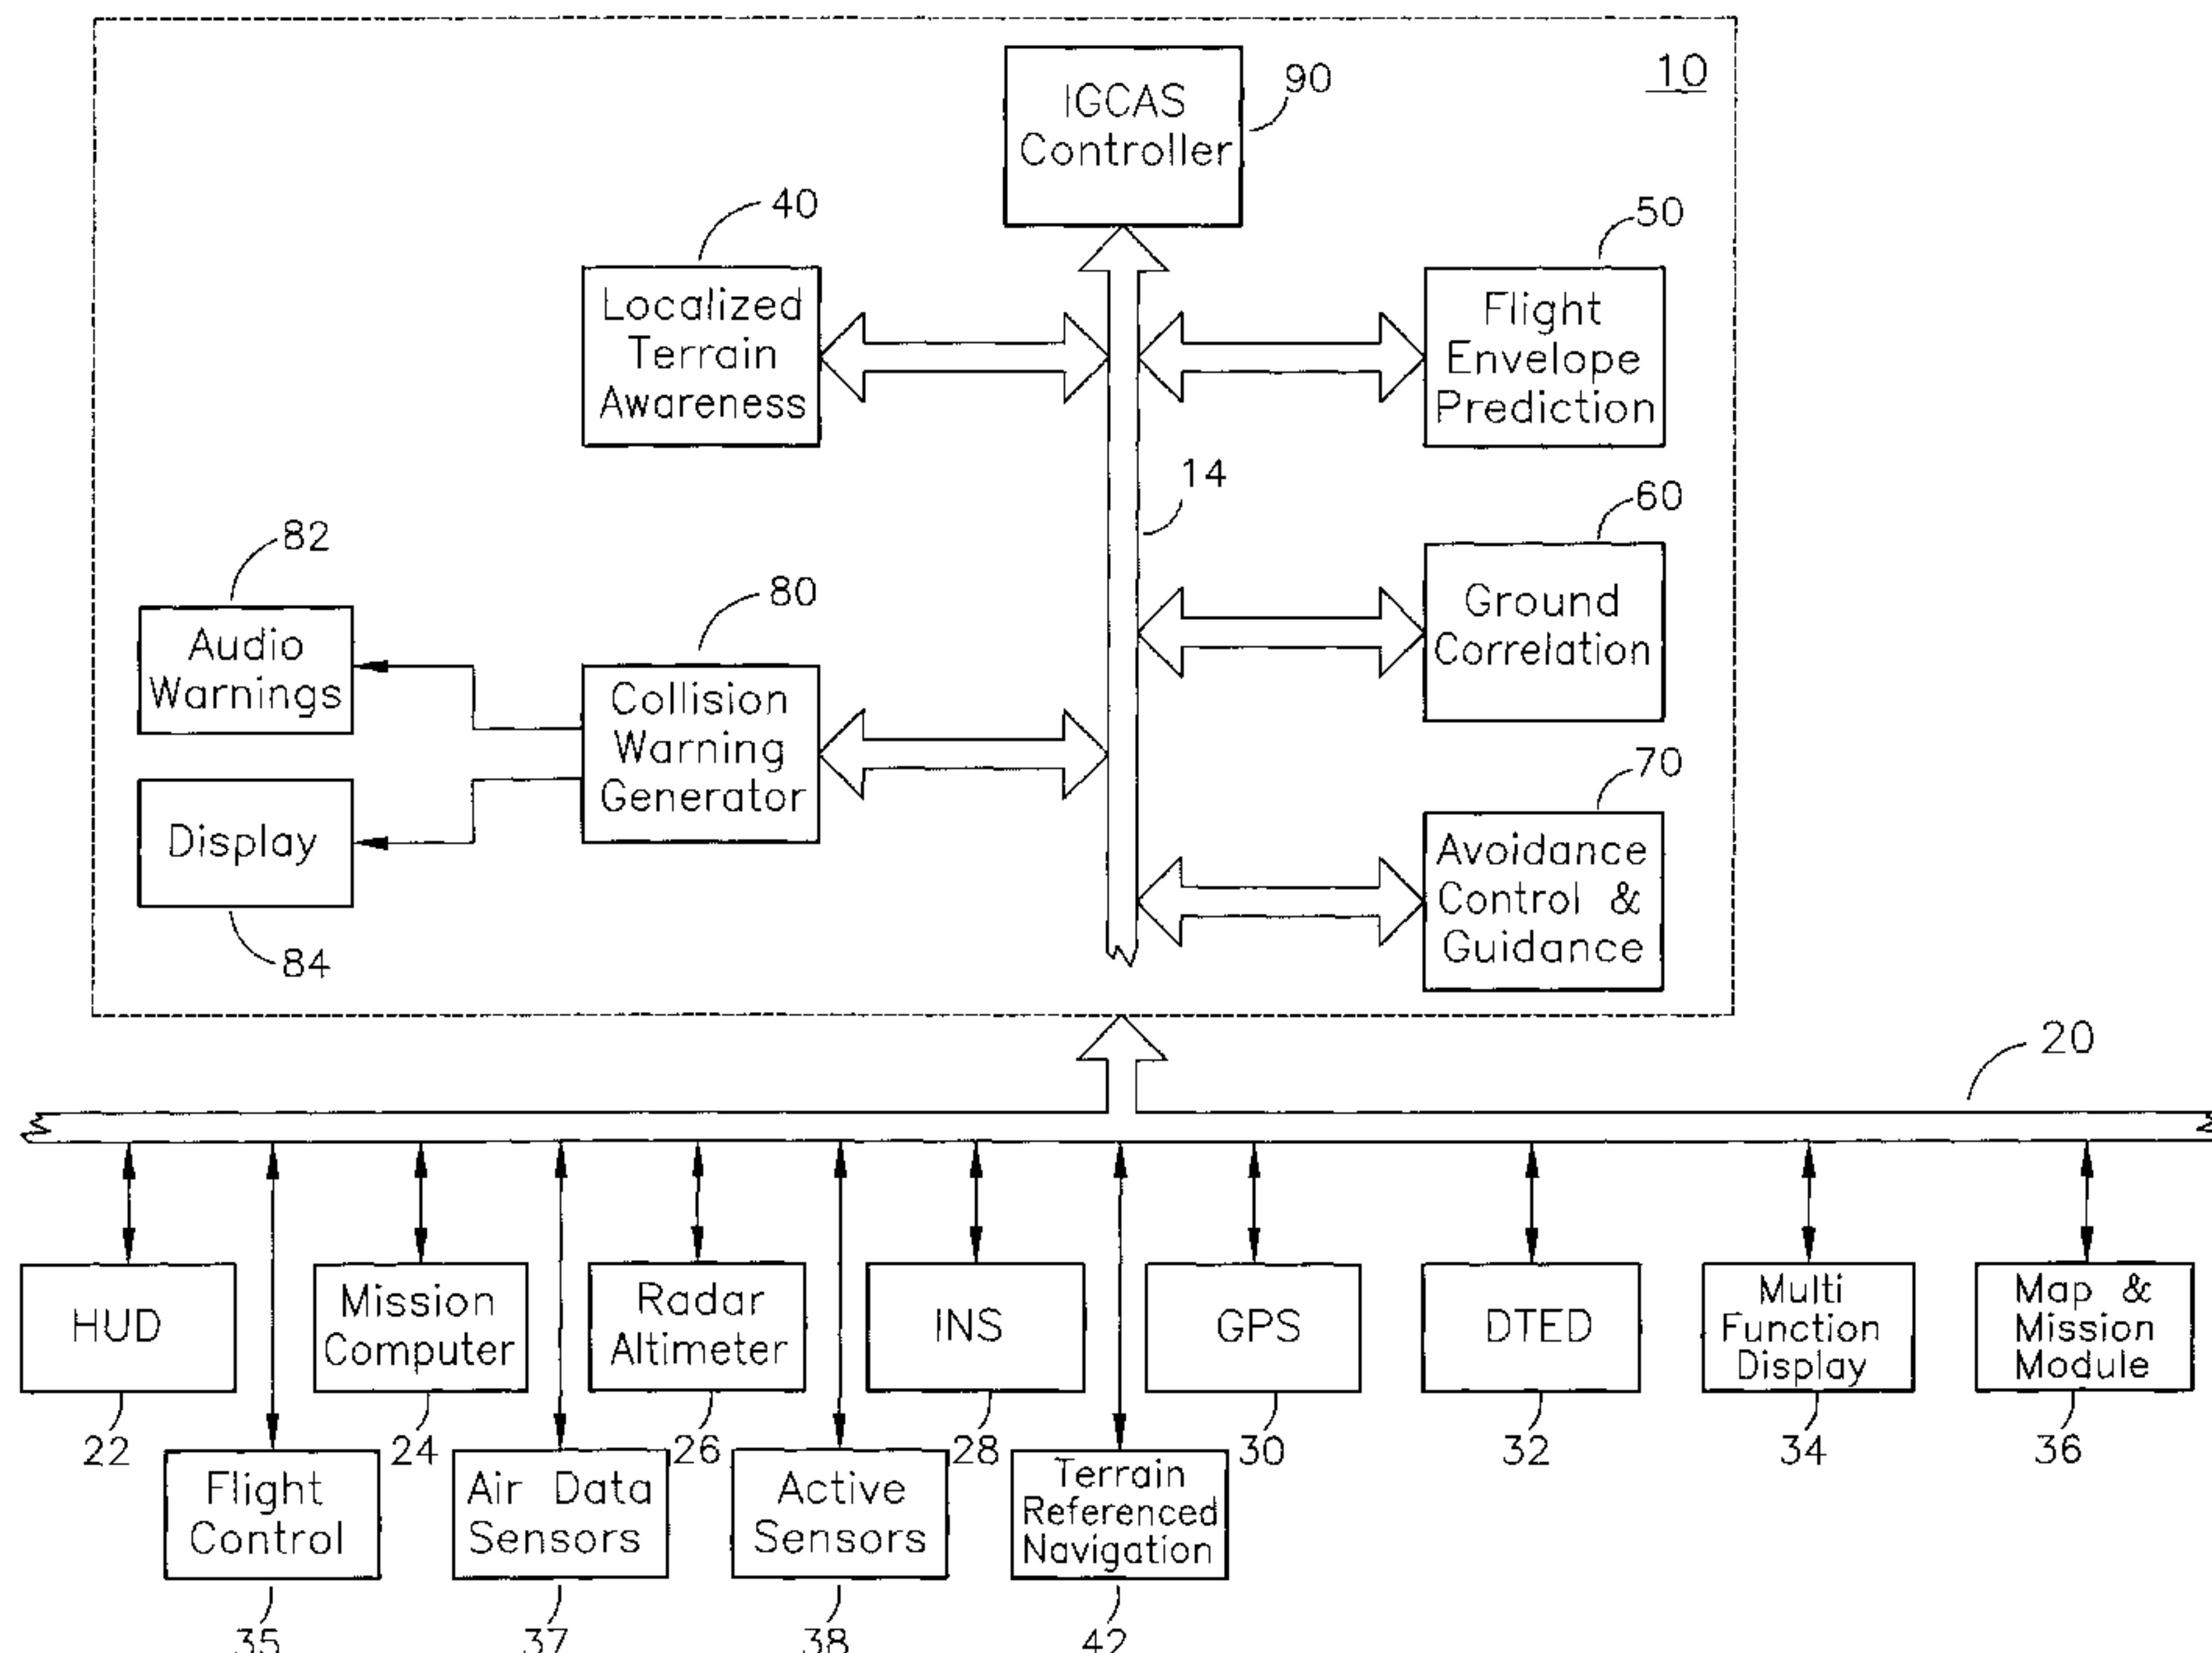 10
IGCAS
Controller
90
40
Localized
Terrain
Awareness
50
Flight
Envelope
Prediction
14
60
Ground
Correlation
82
Audio
Warnings
80
Collision
Warning
Generator
70
Avoidance
Control &
Guidance
Display
84
20
HUD
22
Mission
Computer
24
Radar
Altimeter
26
INS
28
GPS
30
DTED
32
Multi
Function
Display
34
Map &
Mission
Module
36
Flight
Control
35
Air Data
Sensors
37
Active
Sensors
38
Terrain
Referenced
Navigation
42